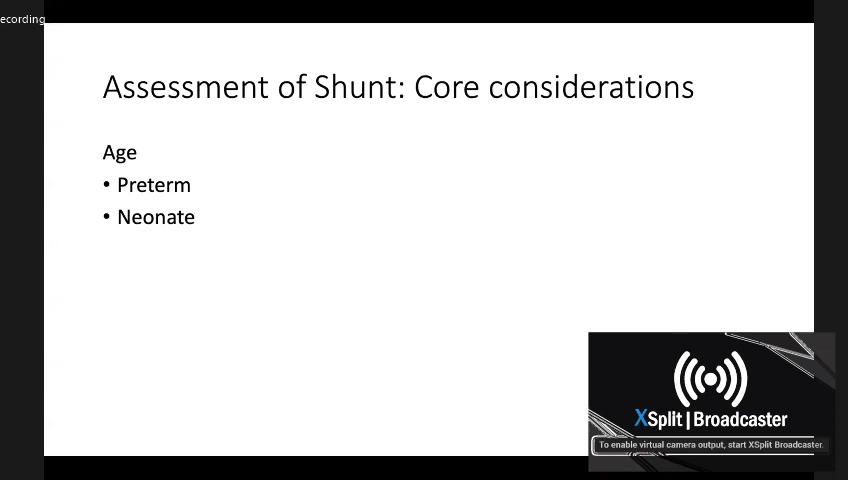 ecording
Assessment of Shunt: Core considerations
Age
• Preterm
• Neonate
XSplit | Broadcaster
To enable virtual camera output, start XSplit Broadcaster.